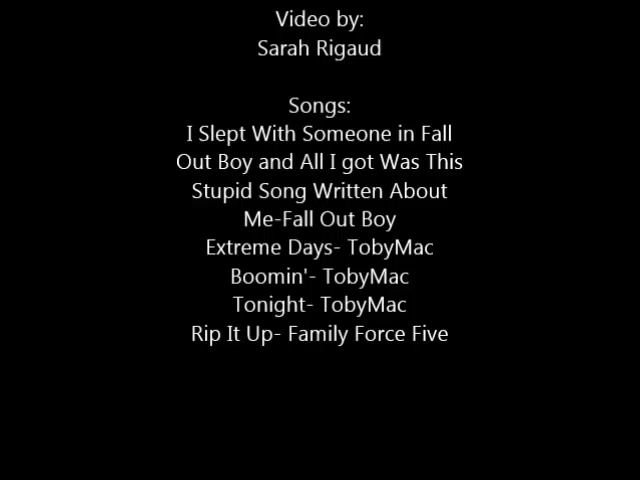 Video by:
Sarah Rigaud
Songs:
I Slept With Someone in Fall
Out Boy and All I got Was This
Stupid Song Written About
Me-Fall Out Boy
Extreme Days- TobyMac
Boomin'- TobyMac
Tonight- TobyMac
Rip It Up- Family Force Five